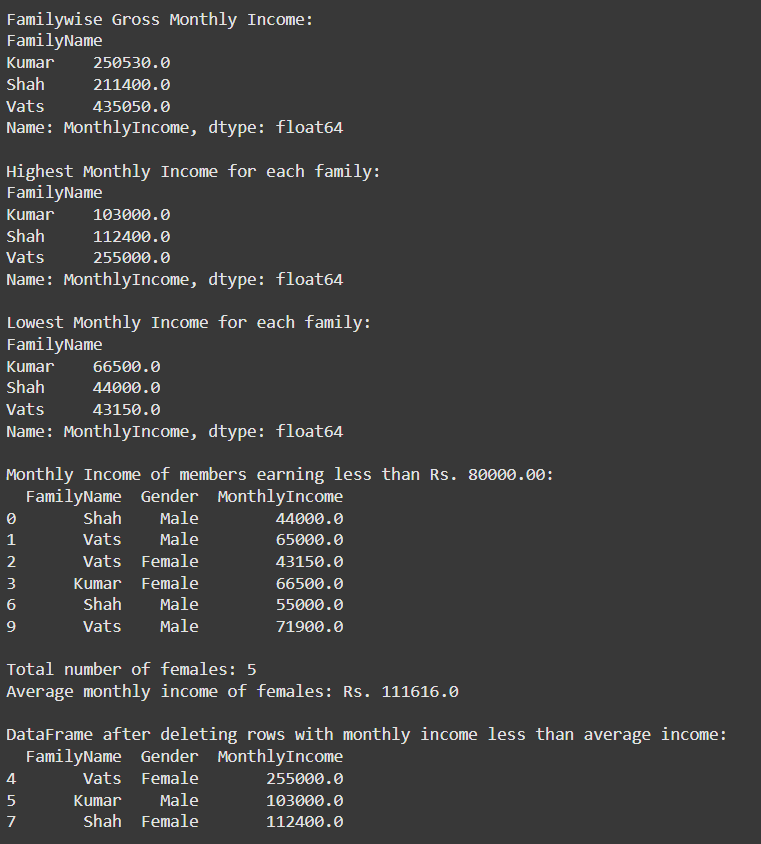 Familywise Gross Monthly Income:
FamilyName
Kumar    250530.0
Shah     211400.0
Vats     435050.0
Name: MonthlyIncome, dtype: float64

Highest Monthly Income for each family:
FamilyName
Kumar    103000.0
Shah     112400.0
Vats     255000.0
Name: MonthlyIncome, dtype: float64

Lowest Monthly Income for each family:
FamilyName
Kumar    66500.0
Shah     44000.0
Vats     43150.0
Name: MonthlyIncome, dtype: float64

Monthly Income of members earning less than Rs. 80000.00:
  FamilyName  Gender  MonthlyIncome
0       Shah    Male        44000.0
1       Vats    Male        65000.0
2       Vats  Female        43150.0
3      Kumar  Female        66500.0
6       Shah    Male        55000.0
9       Vats    Male        71900.0

Total number of females: 5
Average monthly income of females: Rs. 111616.0

DataFrame after deleting rows with monthly income less than average income:
  FamilyName  Gender  MonthlyIncome
4       Vats  Female       255000.0
5      Kumar    Male       103000.0
7       Shah  Female       112400.0